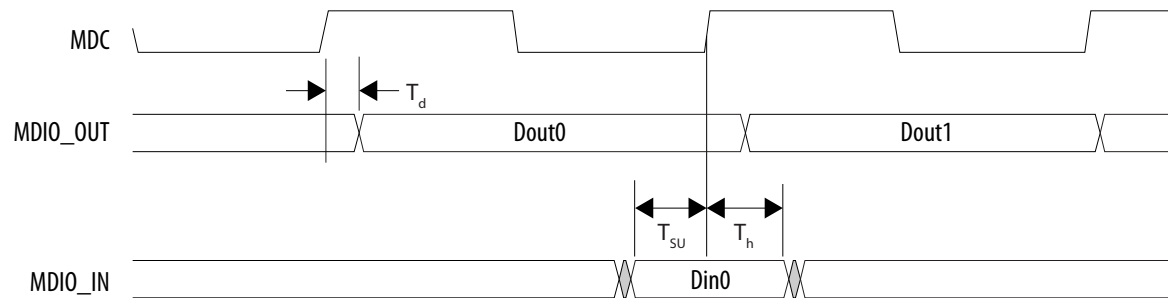 MDC
T_d
MDIO_OUT
Dout0
Dout1
T_SU
T_h
MDIO_IN
Din0